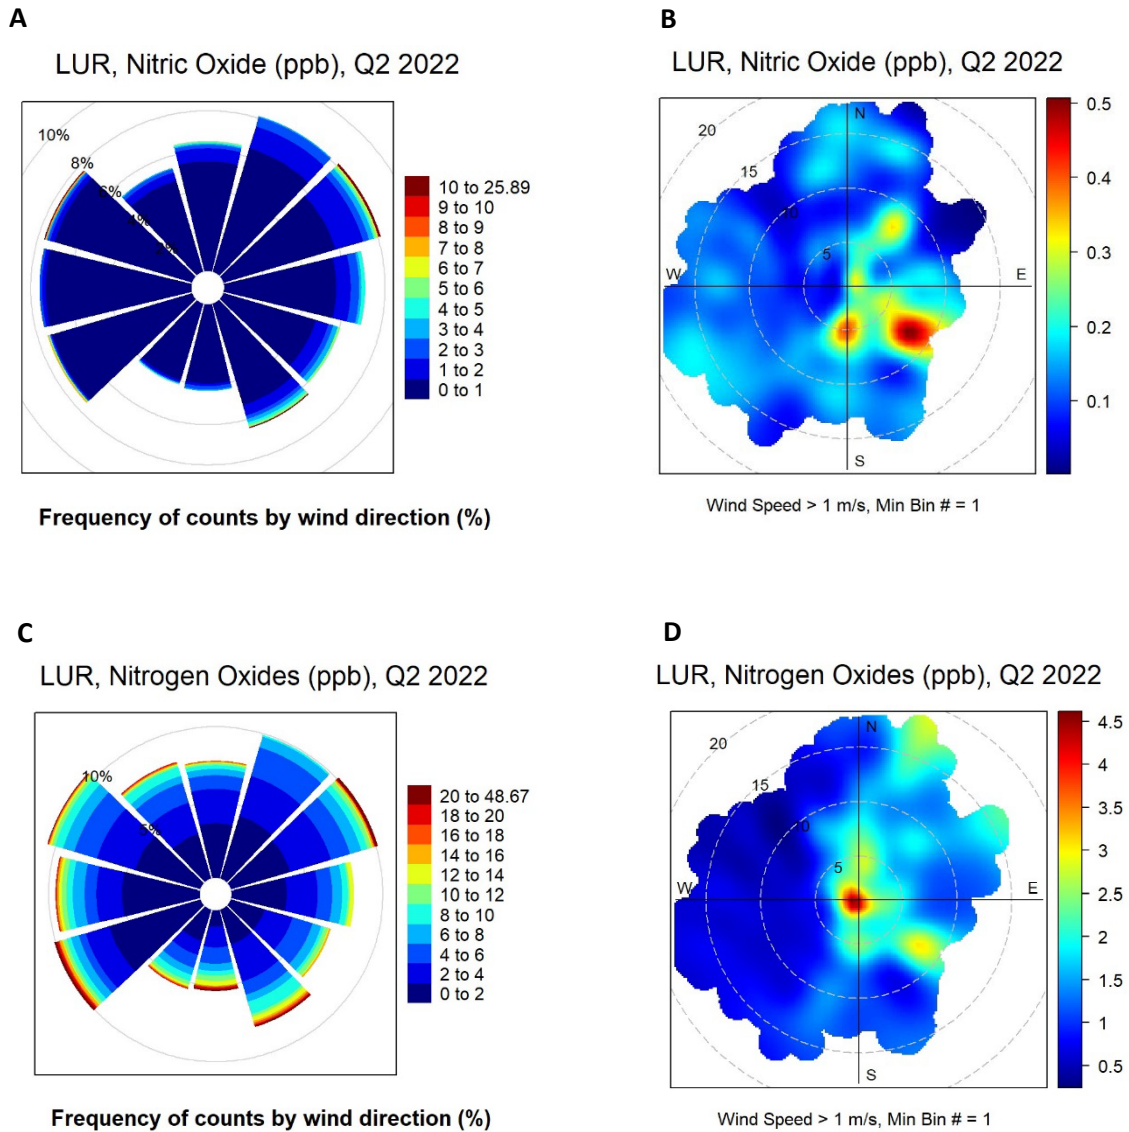 A
LUR, Nitric Oxide (ppb), Q2 2022
10%
8%
6%
4%
2%
10 to 25.89
9 to 10
8 to 9
7 to 8
6 to 7
5 to 6
4 to 5
3 to 4
2 to 3
1 to 2
0 to 1
Frequency of counts by wind direction (%)
B
LUR, Nitric Oxide (ppb), Q2 2022
20
15
10
5
N
W
E
S
0.5
0.4
0.3
0.2
0.1
Wind Speed > 1 m/s, Min Bin # = 1
C
LUR, Nitrogen Oxides (ppb), Q2 2022
10%
5%
20 to 48.67
18 to 20
16 to 18
14 to 16
12 to 14
10 to 12
8 to 10
6 to 8
4 to 6
2 to 4
0 to 2
Frequency of counts by wind direction (%)
D
LUR, Nitrogen Oxides (ppb), Q2 2022
20
15
10
5
N
W
E
S
4.5
4
3.5
3
2.5
2
1.5
1
0.5
Wind Speed > 1 m/s, Min Bin # = 1